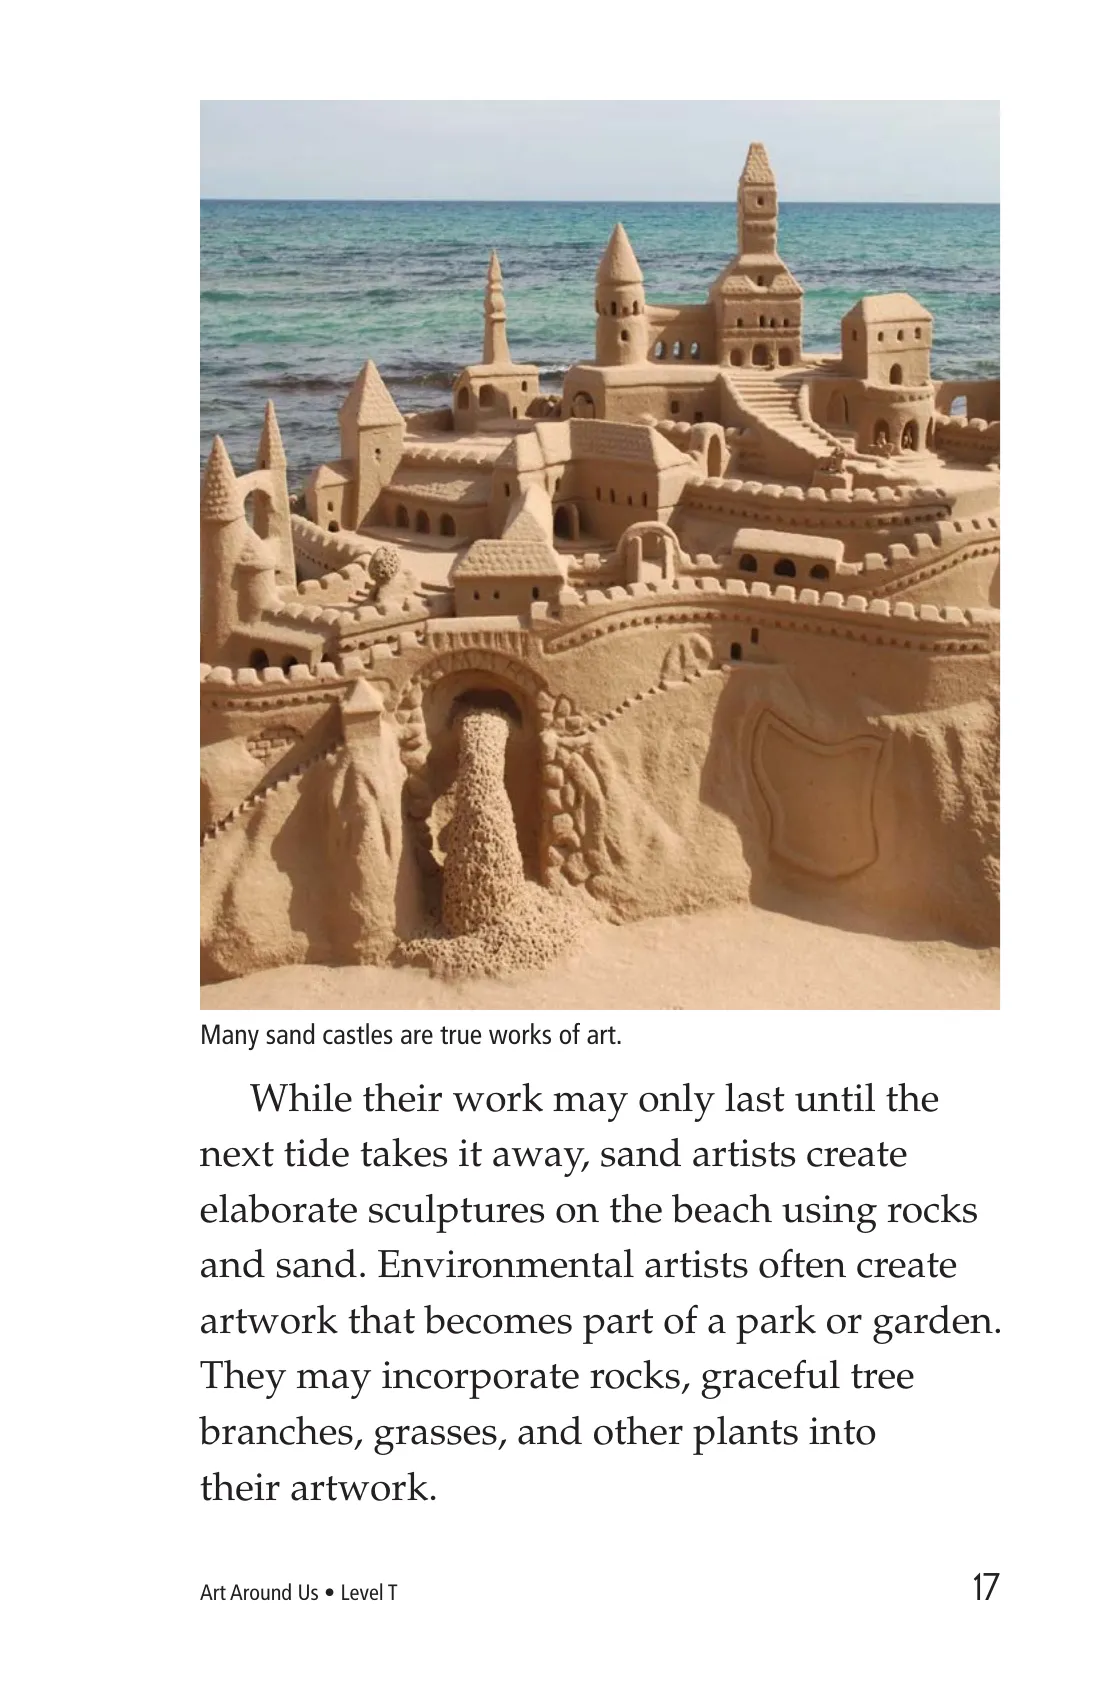 Many sand castles are true works of art.
While their work may only last until the
next tide takes it away, sand artists create
elaborate sculptures on the beach using rocks
and sand. Environmental artists often create
artwork that becomes part of a park or garden.
They may incorporate rocks, graceful tree
branches, grasses, and other plants into
their artwork.
Art Around Us • Level T
17